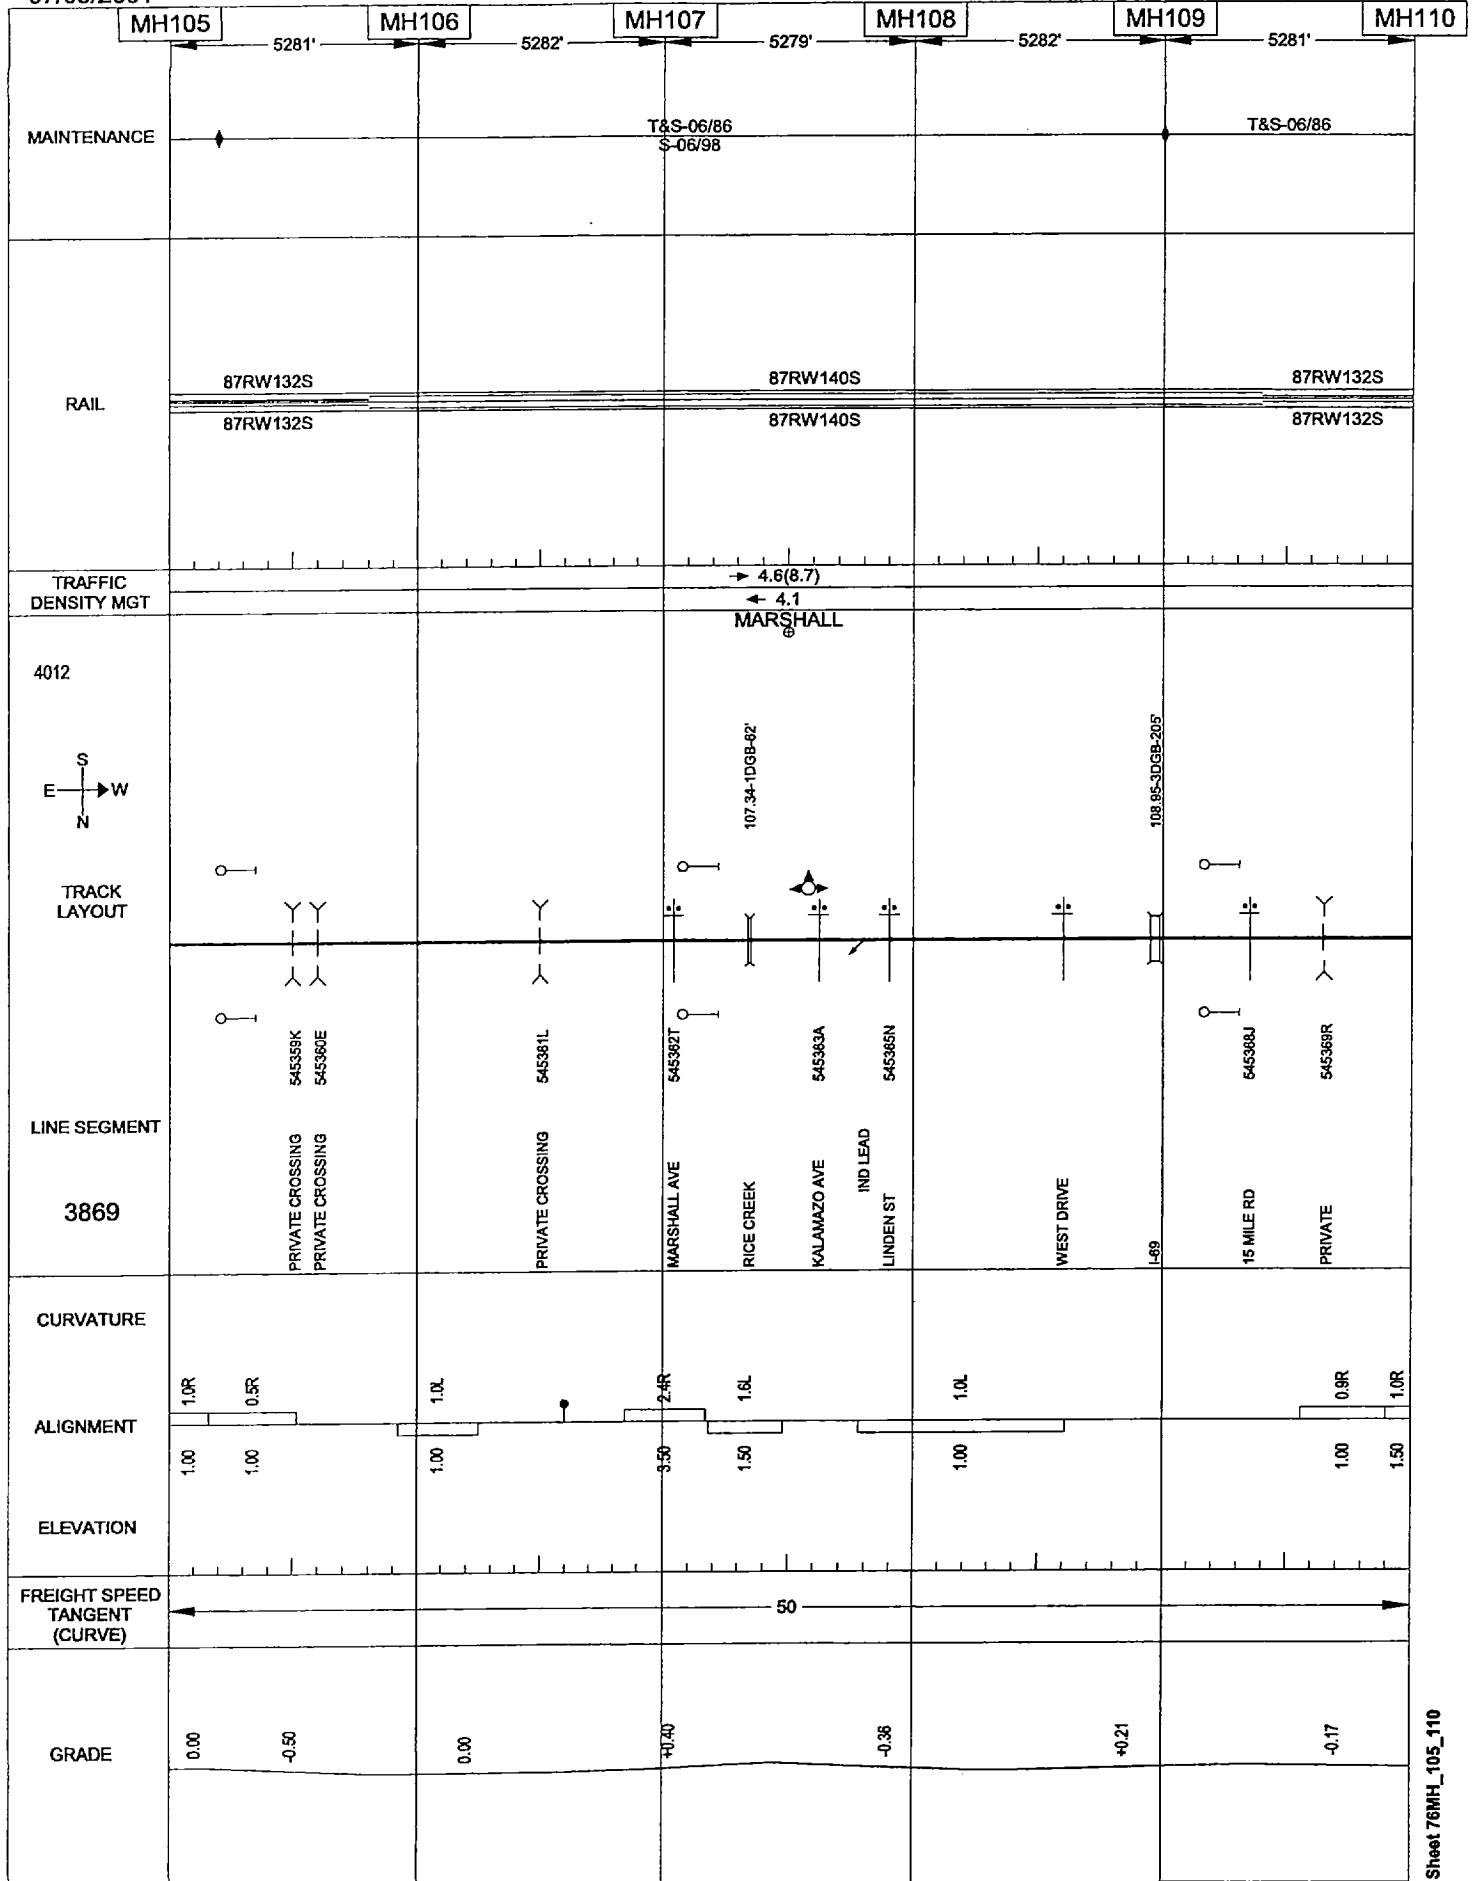 MH105 MH106 MH107 MH108 MH109 MH110
5281' 5282' 5279' 5282' 5281'
MAINTENANCE
T&S-06/86 T&S-06/86
S-06/98
RAIL
87RW132S 87RW140S 87RW132S
87RW132S 87RW140S 87RW132S
TRAFFIC
DENSITY MGT
4.6(8.7)
4.1
MARSHALL
4012
S
E W
N
107.34-1DGB-62'
108.95-3DGB-205'
TRACK
LAYOUT
545359K
545360E
545361L
545362T
545363A
545365N
545368J
545369R
LINE SEGMENT
3869
PRIVATE CROSSING
PRIVATE CROSSING
PRIVATE CROSSING
MARSHALL AVE
RICE CREEK
KALAMAZO AVE
IND LEAD
LINDEN ST
WEST DRIVE
I-69
15 MILE RD
PRIVATE
CURVATURE
1.0R 0.5R 1.0L 2.4R 1.6L 1.0L 0.9R 1.0R
ALIGNMENT
1.00 1.00 1.00 3.50 1.50 1.00 1.00 1.50
ELEVATION
FREIGHT SPEED
TANGENT
(CURVE)
50
GRADE
0.00 -0.50 0.00 +0.40 -0.36 +0.21 -0.17
Sheet 76MH_105_110